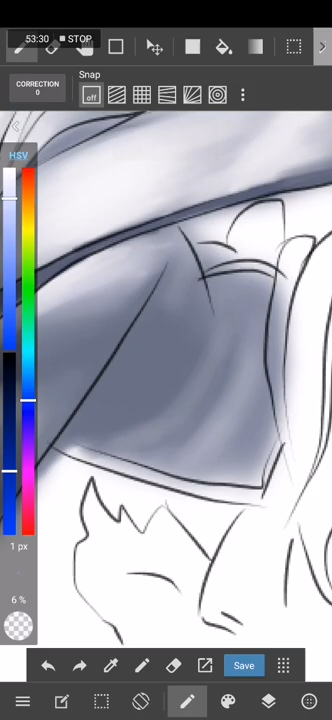 53:30 STOP
CORRECTION
0
Snap
off
HSV
1 px
6 %
Save